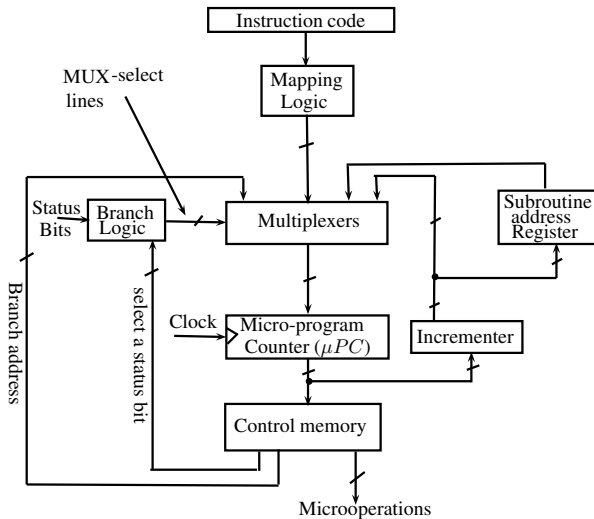 Instruction code
Mapping
Logic
MUX-select
lines
Status
Bits
Branch
Logic
Multiplexers
Subroutine
address
Register
Branch address
select a status bit
Clock
Micro-program
Counter (μPC)
Incrementer
Control memory
Microoperations